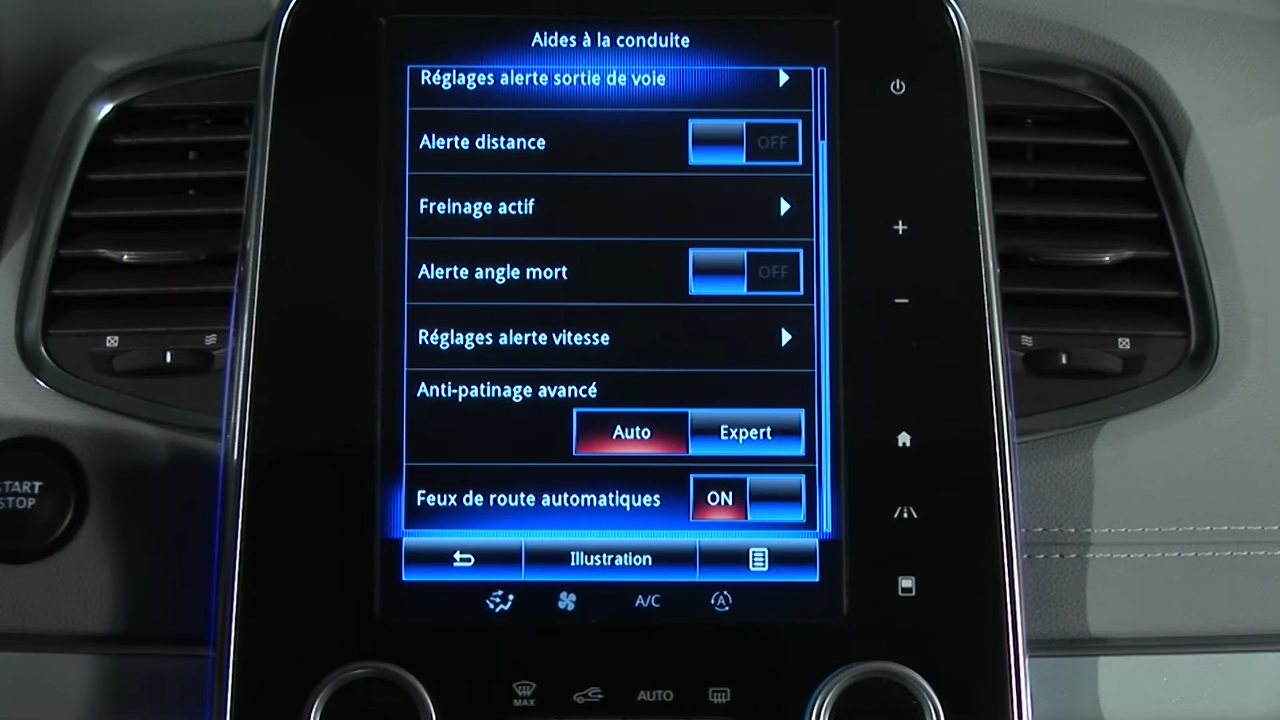 Aides à la conduite
Réglages alerte sortie de voie
Alerte distance
OFF
Freinage actif
Alerte angle mort
OFF
Réglages alerte vitesse
Anti-patinage avancé
Auto Expert
Feux de route automatiques
ON
START
STOP
Illustration
A/C
A
MAX
AUTO